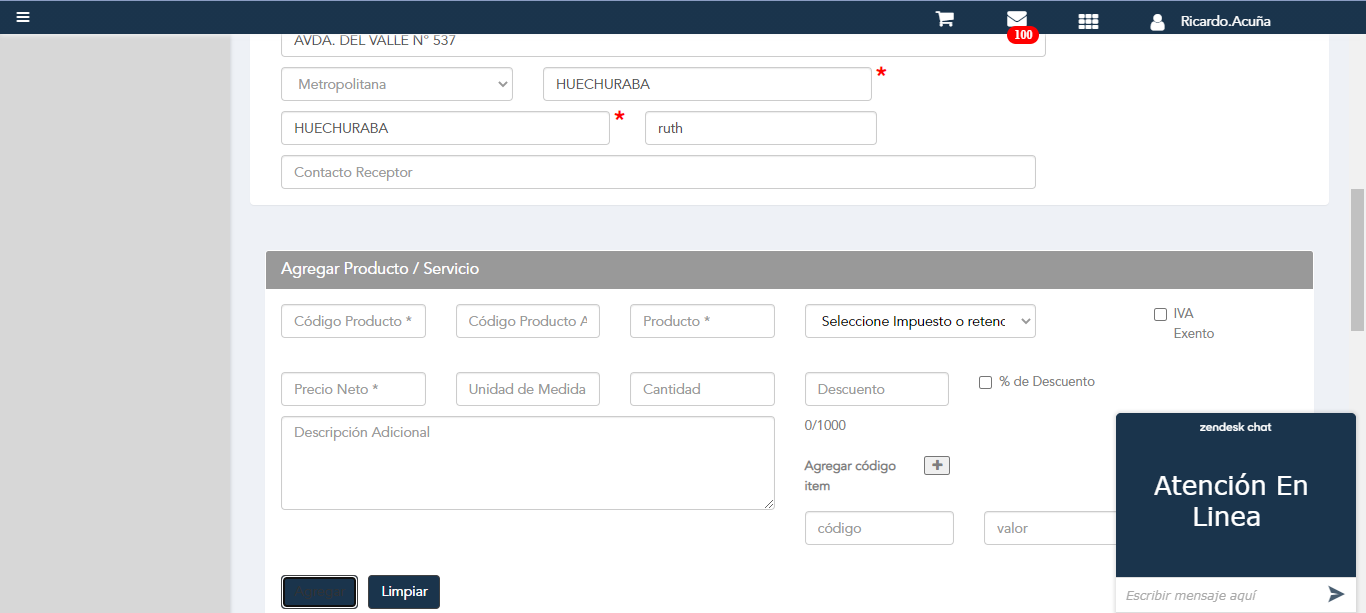 Ricardo.Acuña
100
AVDA. DEL VALLE N° 537
Metropolitana
HUECHURABA
*
HUECHURABA
*
ruth
Contacto Receptor
Agregar Producto / Servicio
Código Producto *
Código Producto A
Producto *
Seleccione Impuesto o retenc
IVA
Exento
Precio Neto *
Unidad de Medida
Cantidad
Descuento
% de Descuento
Descripción Adicional
0/1000
Agregar código
item
código
valor
Agregar
Limpiar
zendesk chat
Atención En
Linea
Escribir mensaje aquí